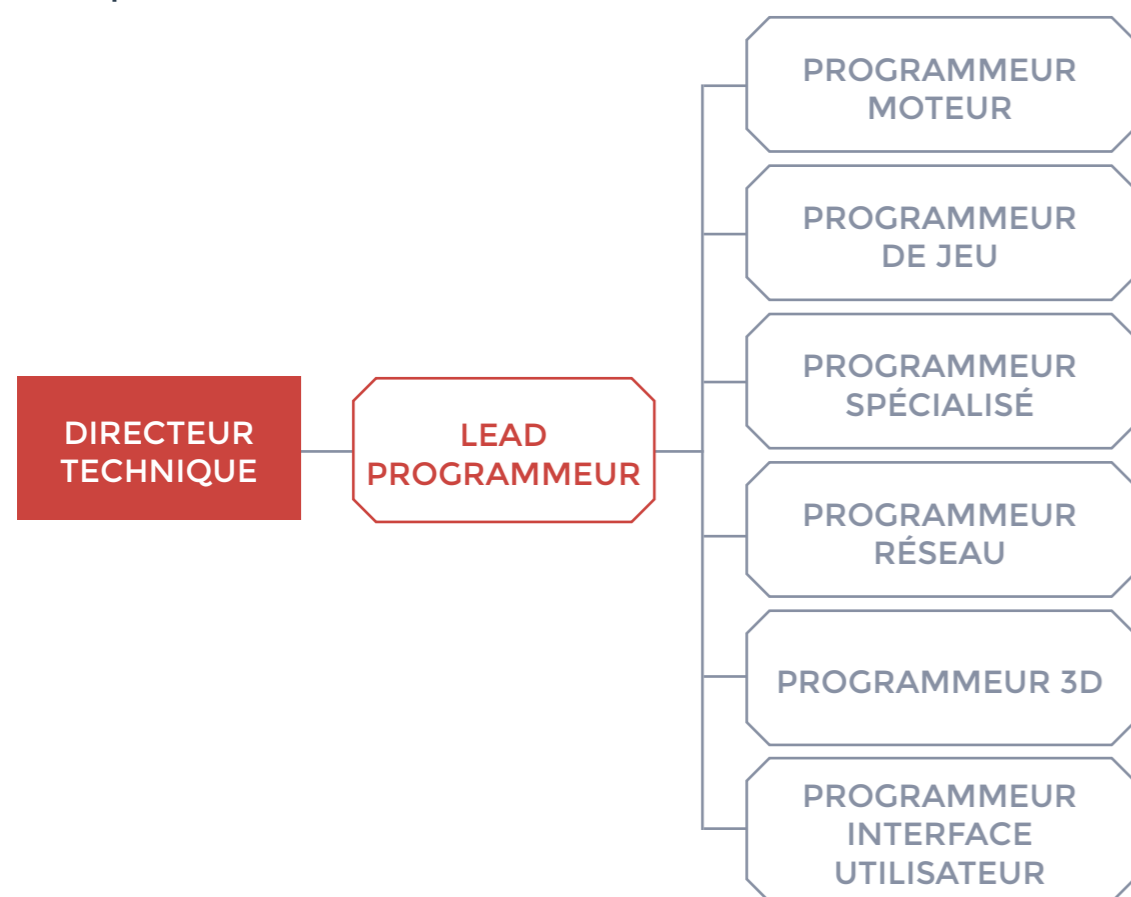 PROGRAMMEUR
MOTEUR
PROGRAMMEUR
DE JEU
PROGRAMMEUR
SPÉCIALISÉ
DIRECTEUR
TECHNIQUE
LEAD
PROGRAMMEUR
PROGRAMMEUR
RÉSEAU
PROGRAMMEUR 3D
PROGRAMMEUR
INTERFACE
UTILISATEUR